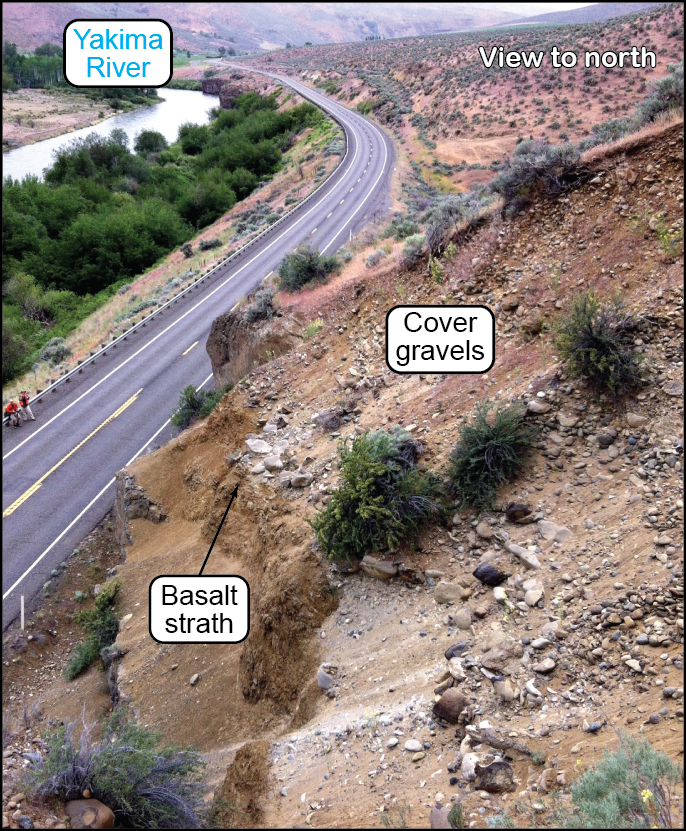 Yakima
River
View to north
Cover
gravels
Basalt
strath